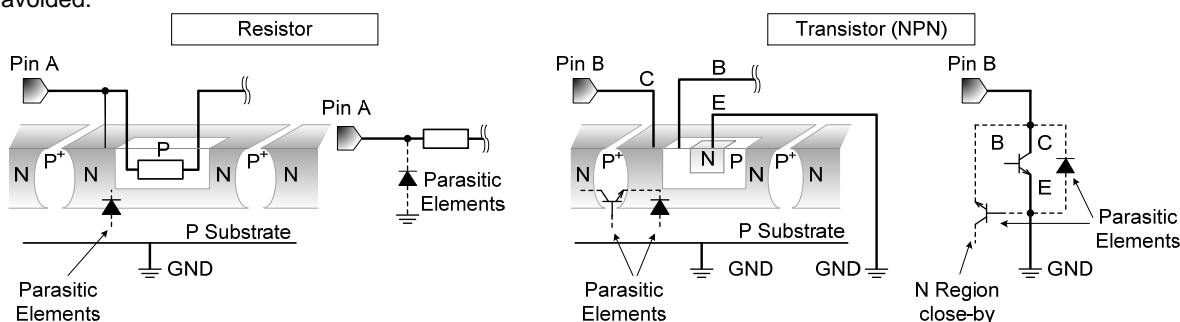 avoided.
Resistor
Transistor (NPN)
Pin A
Pin A
N
P+
N
P
N
P+
N
Parasitic
Elements
P Substrate
GND
Parasitic
Elements
Pin B
C
B
E
N
P+
N
N
P
N
P+
N
P Substrate
GND
GND
Parasitic
Elements
Pin B
B
C
E
Parasitic
Elements
GND
N Region
close-by